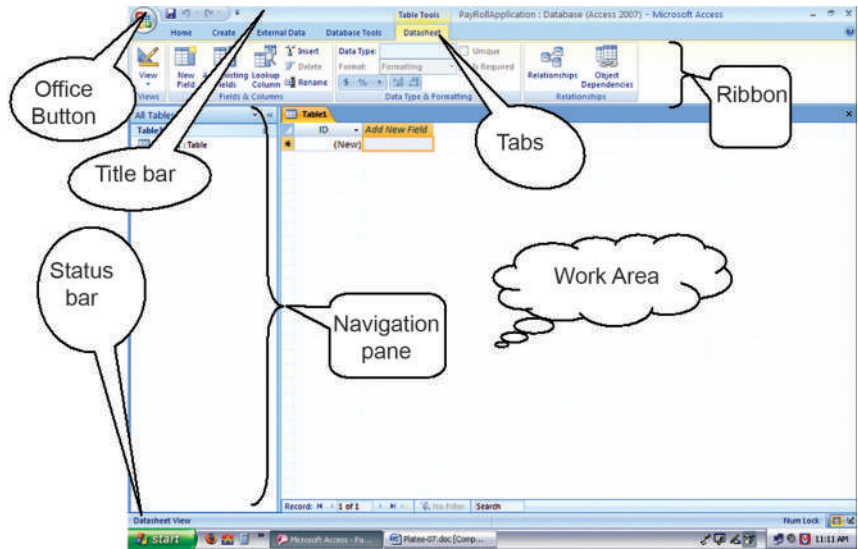 Table Tools PayRollApplication : Database (Access 2007) - Microsoft Access
Home Create External Data Database Tools Datasheet
View
Views
New Field
Existing Fields
Lookup Column
Insert
Delete
Rename
Fields & Columns
Data Type:
Format: Formatting
$ %
Unique
Is Required
Data Type & Formatting
Relationships
Object Dependencies
Relationships
Office Button
Ribbon
Tabs
Title bar
All Tables «
Table1
: Table
Table1
ID Add New Field
(New)
Work Area
Status bar
Navigation pane
Record: 1 of 1 No Filter Search
Datasheet View Num Lock
start Microsoft Access - Pa... Plates-07.doc [Comp... 11:11 AM